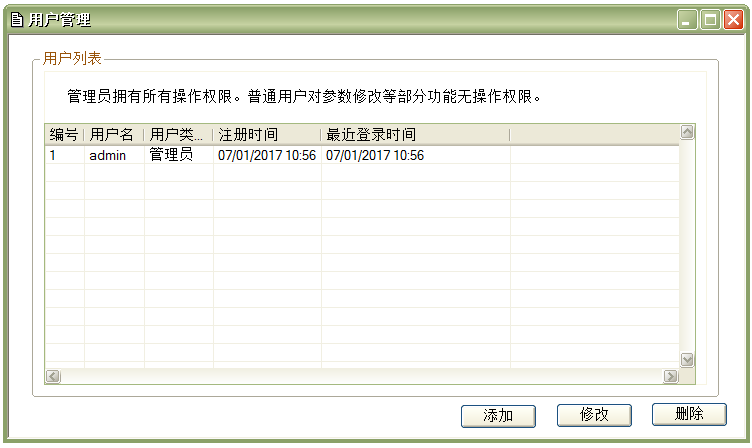 用户管理
用户列表
管理员拥有所有操作权限。普通用户对参数修改等部分功能无操作权限。
编号 用户名 用户类... 注册时间 最近登录时间
1 admin 管理员 07/01/2017 10:56 07/01/2017 10:56
添加 修改 删除